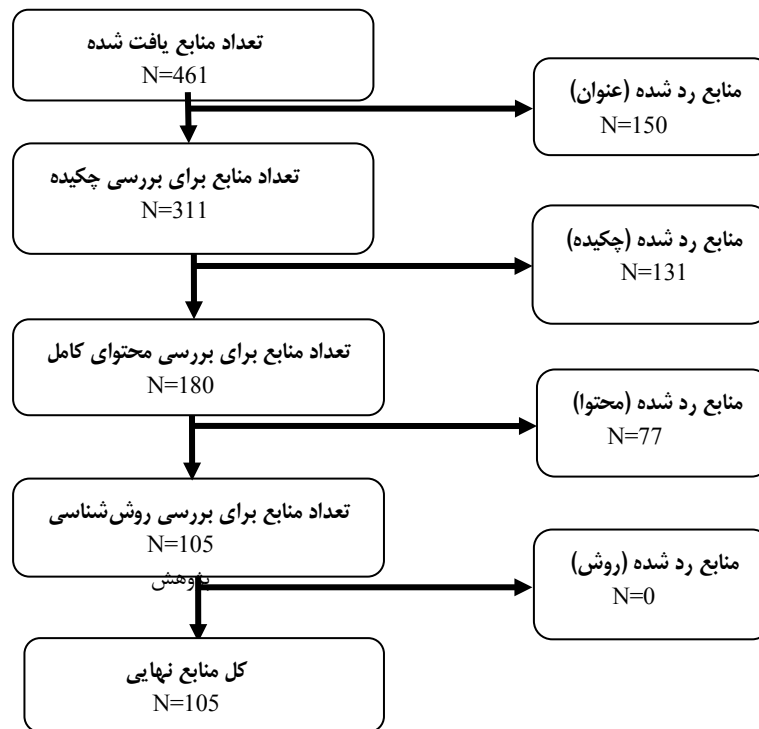 تعداد منابع یافت شده
N=461
منابع رد شده (عنوان)
N=150
تعداد منابع برای بررسی چکیده
N=311
منابع رد شده (چکیده)
N=131
تعداد منابع برای بررسی محتوای کامل
N=180
منابع رد شده (محتوا)
N=77
تعداد منابع برای بررسی روش‌شناسی
N=105
پژوهش
منابع رد شده (روش)
N=0
کل منابع نهایی
N=105